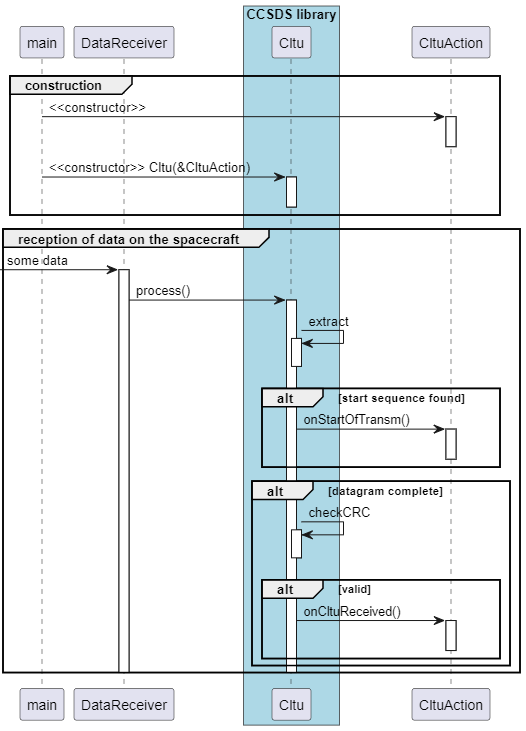 CCSDS library
main
DataReceiver
Cltu
CltuAction
construction
<<constructor>>
<<constructor>> Cltu(&CltuAction)
reception of data on the spacecraft
some data
process()
extract
alt
[start sequence found]
onStartOfTransm()
alt
[datagram complete]
checkCRC
alt
[valid]
onCltuReceived()
main
DataReceiver
Cltu
CltuAction